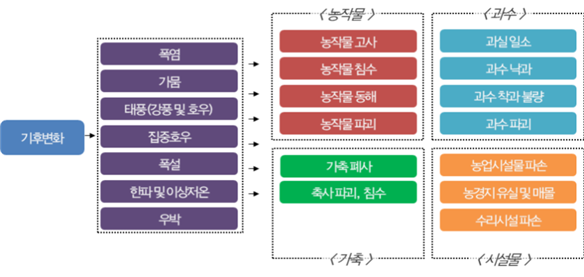 기후변화
폭염
가뭄
태풍(강풍 및 호우)
집중호우
폭설
한파 및 이상저온
우박
< 농작물 >
농작물 고사
농작물 침수
농작물 동해
농작물 파괴
< 과수 >
과실 일소
과수 낙과
과수 착과 불량
과수 파괴
가축 폐사
축사 파괴, 침수
< 가축 >
농업시설물 파손
농경지 유실 및 매몰
수리시설 파손
< 시설물 >